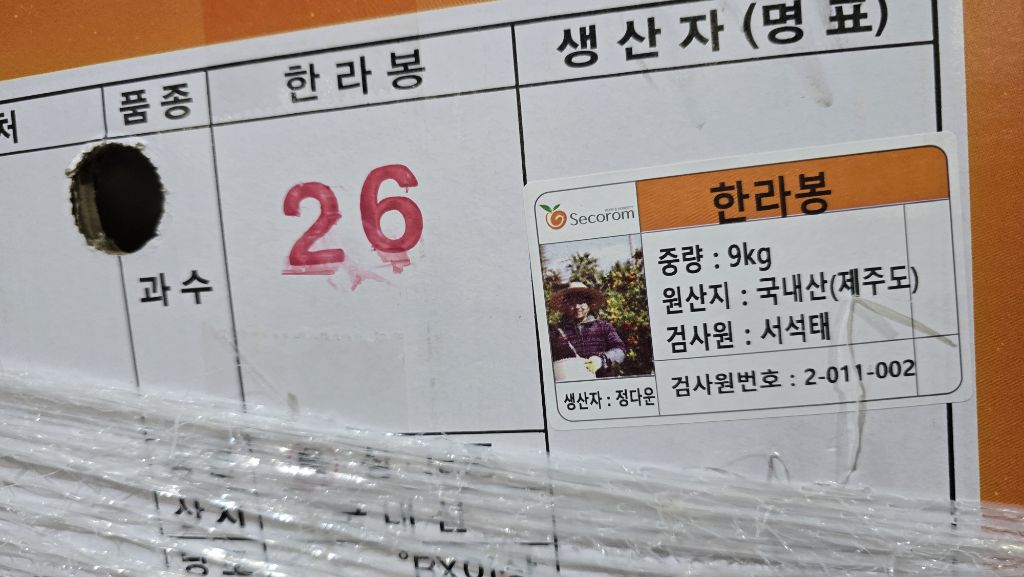 처
품종
한라봉
생산자(명표)
과수
26
Secorom
한라봉
중량 : 9kg
원산지 : 국내산(제주도)
검사원 : 서석태
검사원번호 : 2-011-002
생산자 : 정다운